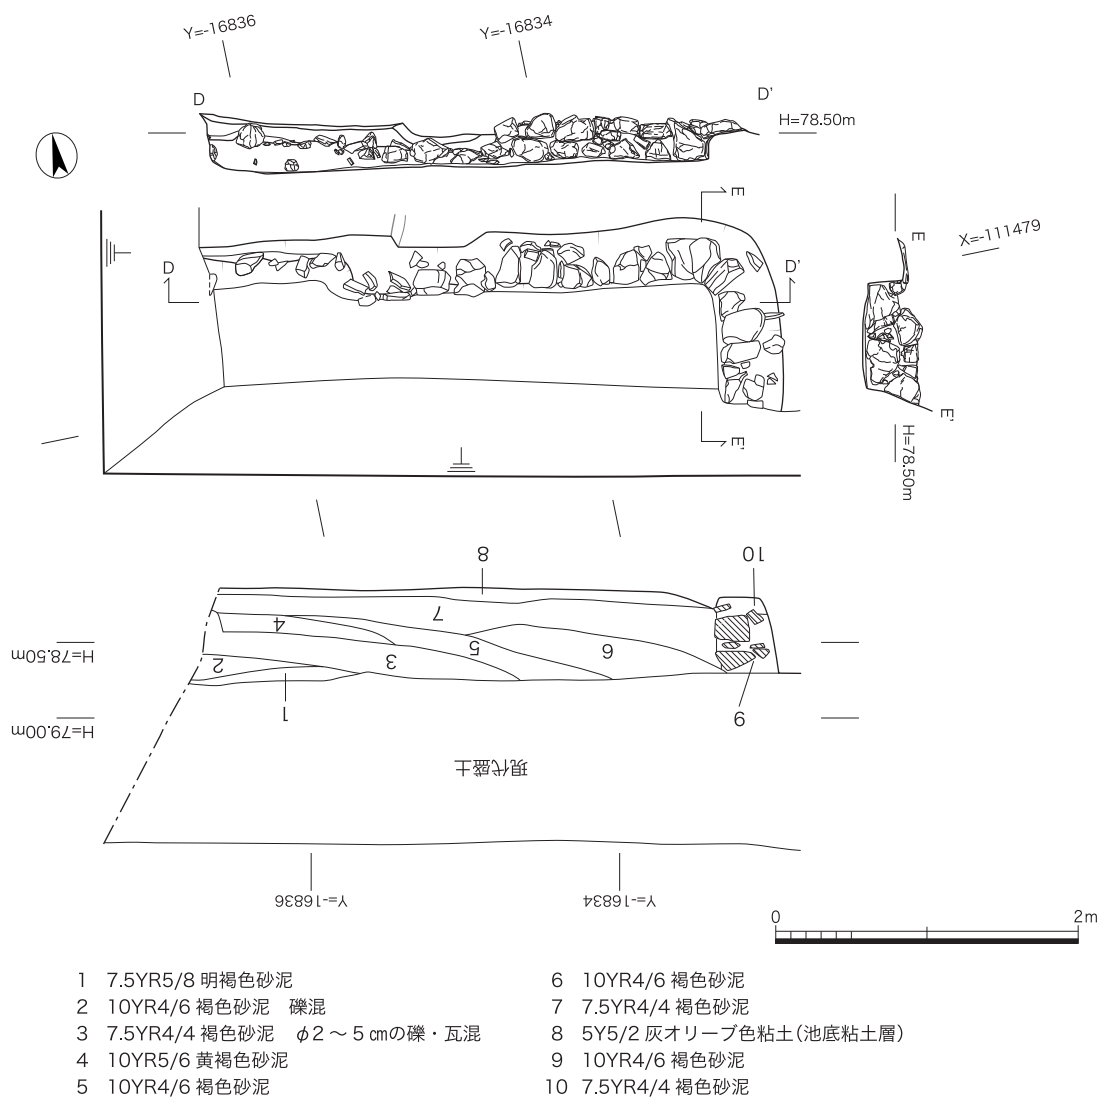 Y=-16836
Y=-16834
D
D'
H=78.50m
E
E
X=-111479
D
D'
E'
E'
H=78.50m
8
10
7
4
5
6
H=78.50m
2
3
1
9
H=79.00m
現代盛土
Y=-16836
Y=-16834
0
2m
1 7.5YR5/8 明褐色砂泥
2 10YR4/6 褐色砂泥 礫混
3 7.5YR4/4 褐色砂泥 φ2～5㎝の礫・瓦混
4 10YR5/6 黄褐色砂泥
5 10YR4/6 褐色砂泥
6 10YR4/6 褐色砂泥
7 7.5YR4/4 褐色砂泥
8 5Y5/2 灰オリーブ色粘土(池底粘土層)
9 10YR4/6 褐色砂泥
10 7.5YR4/4 褐色砂泥